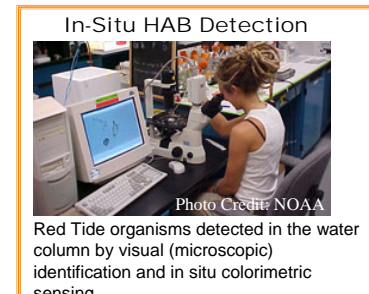 In-Situ HAB Detection
Photo Credit: NOAA
Red Tide organisms detected in the water
column by visual (microscopic)
identification and in situ colorimetric
sensing